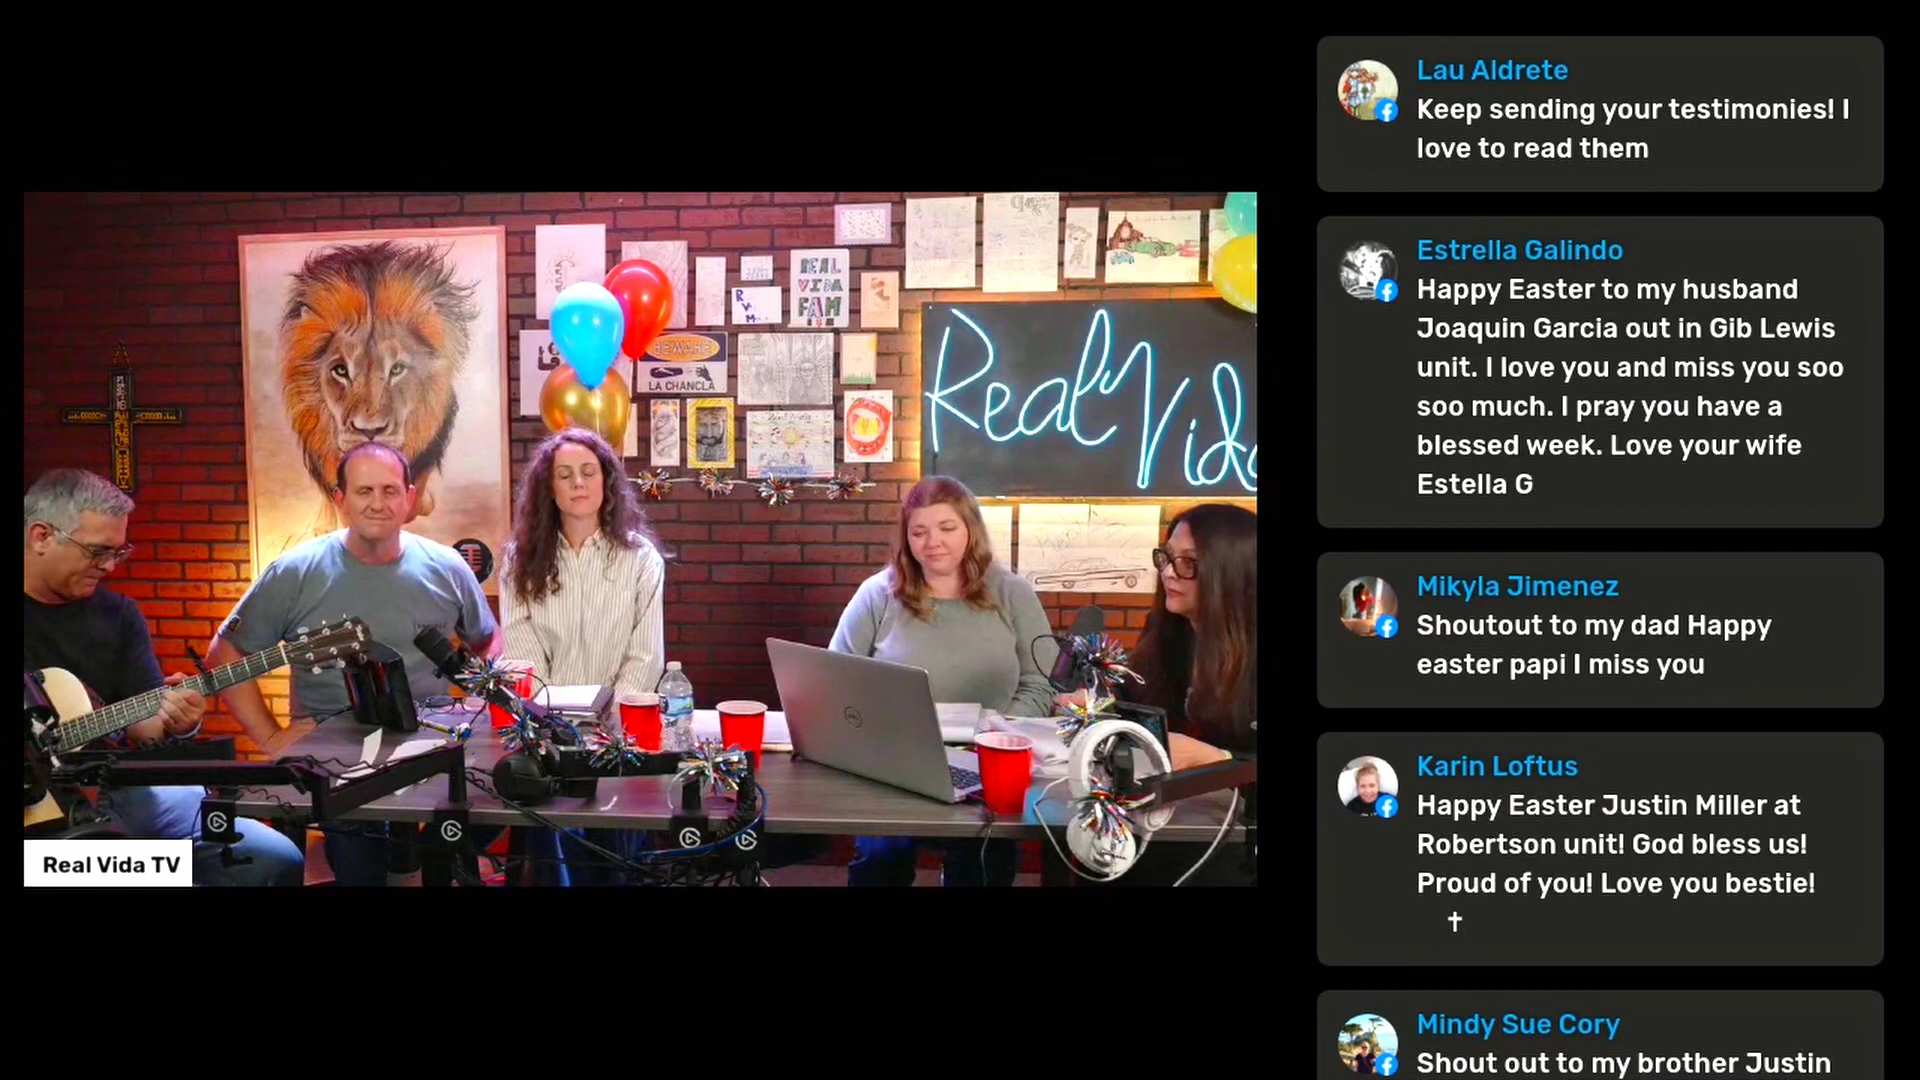 Lau Aldrete
Keep sending your testimonies! I
love to read them
Estrella Galindo
Happy Easter to my husband
Joaquin Garcia out in Gib Lewis
unit. I love you and miss you soo
soo much. I pray you have a
blessed week. Love your wife
Estella G
Mikyla Jimenez
Shoutout to my dad Happy
easter papi I miss you
Karin Loftus
Happy Easter Justin Miller at
Robertson unit! God bless us!
Proud of you! Love you bestie!
✝
Mindy Sue Cory
Shout out to my brother Justin
REAL
VIDA
FAM
BEWARE
LA CHANCLA
Real Vida
DELL
Real Vida TV